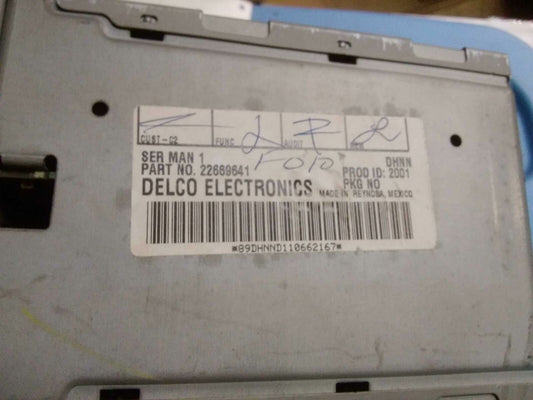 CUST-C2 FUNC AUDIT
SER MAN 1 DHNN
PART NO. 22669641 PROD ID: 2001
PKG NO
DELCO ELECTRONICS MADE IN REYNOSA, MEXICO
*89DHNND110662167*